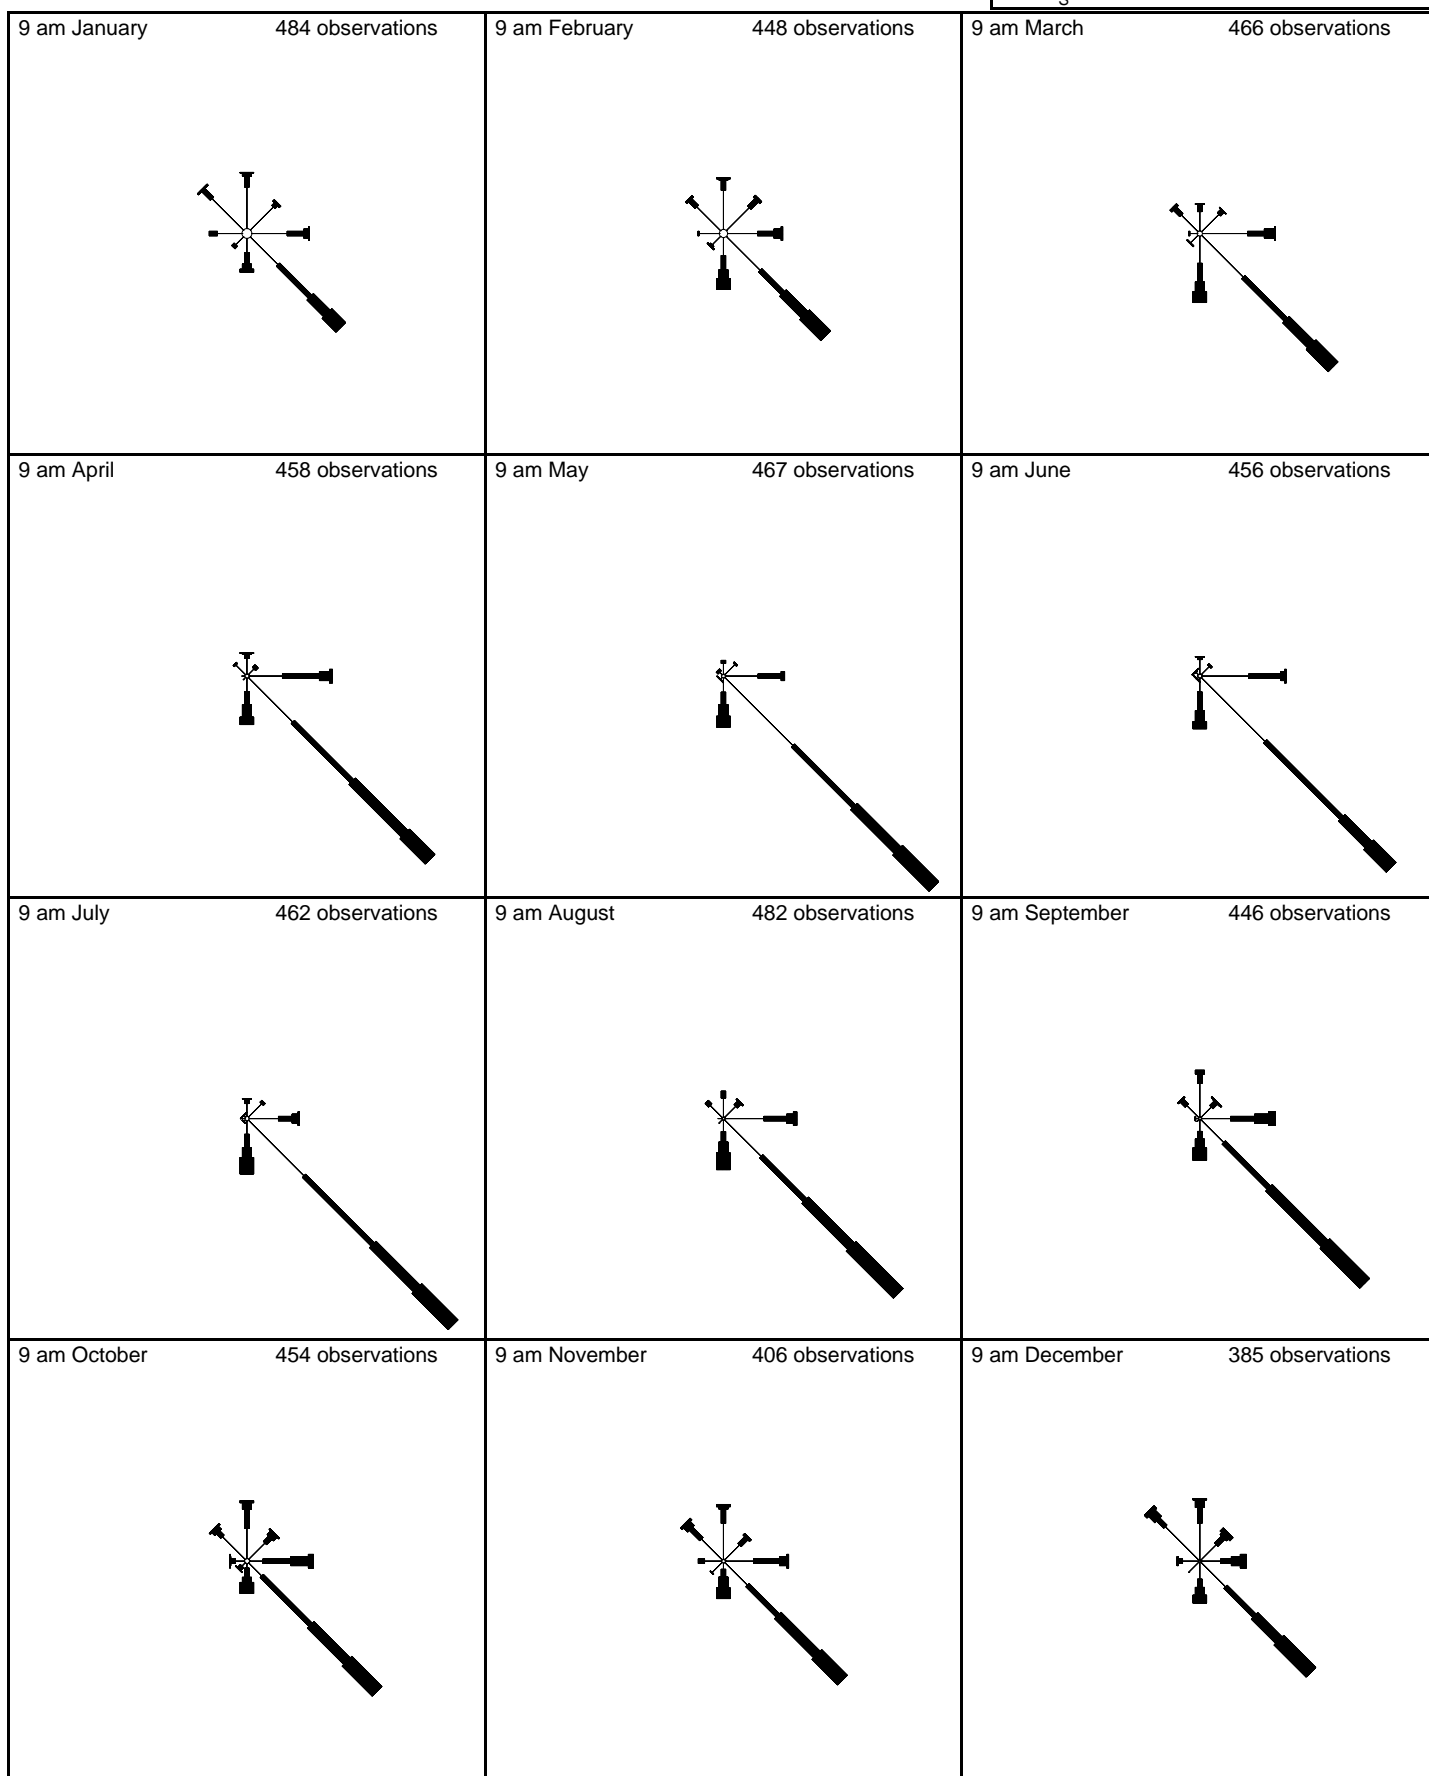 9 am January 484 observations
9 am February 448 observations
9 am March 466 observations
9 am April 458 observations
9 am May 467 observations
9 am June 456 observations
9 am July 462 observations
9 am August 482 observations
9 am September 446 observations
9 am October 454 observations
9 am November 406 observations
9 am December 385 observations